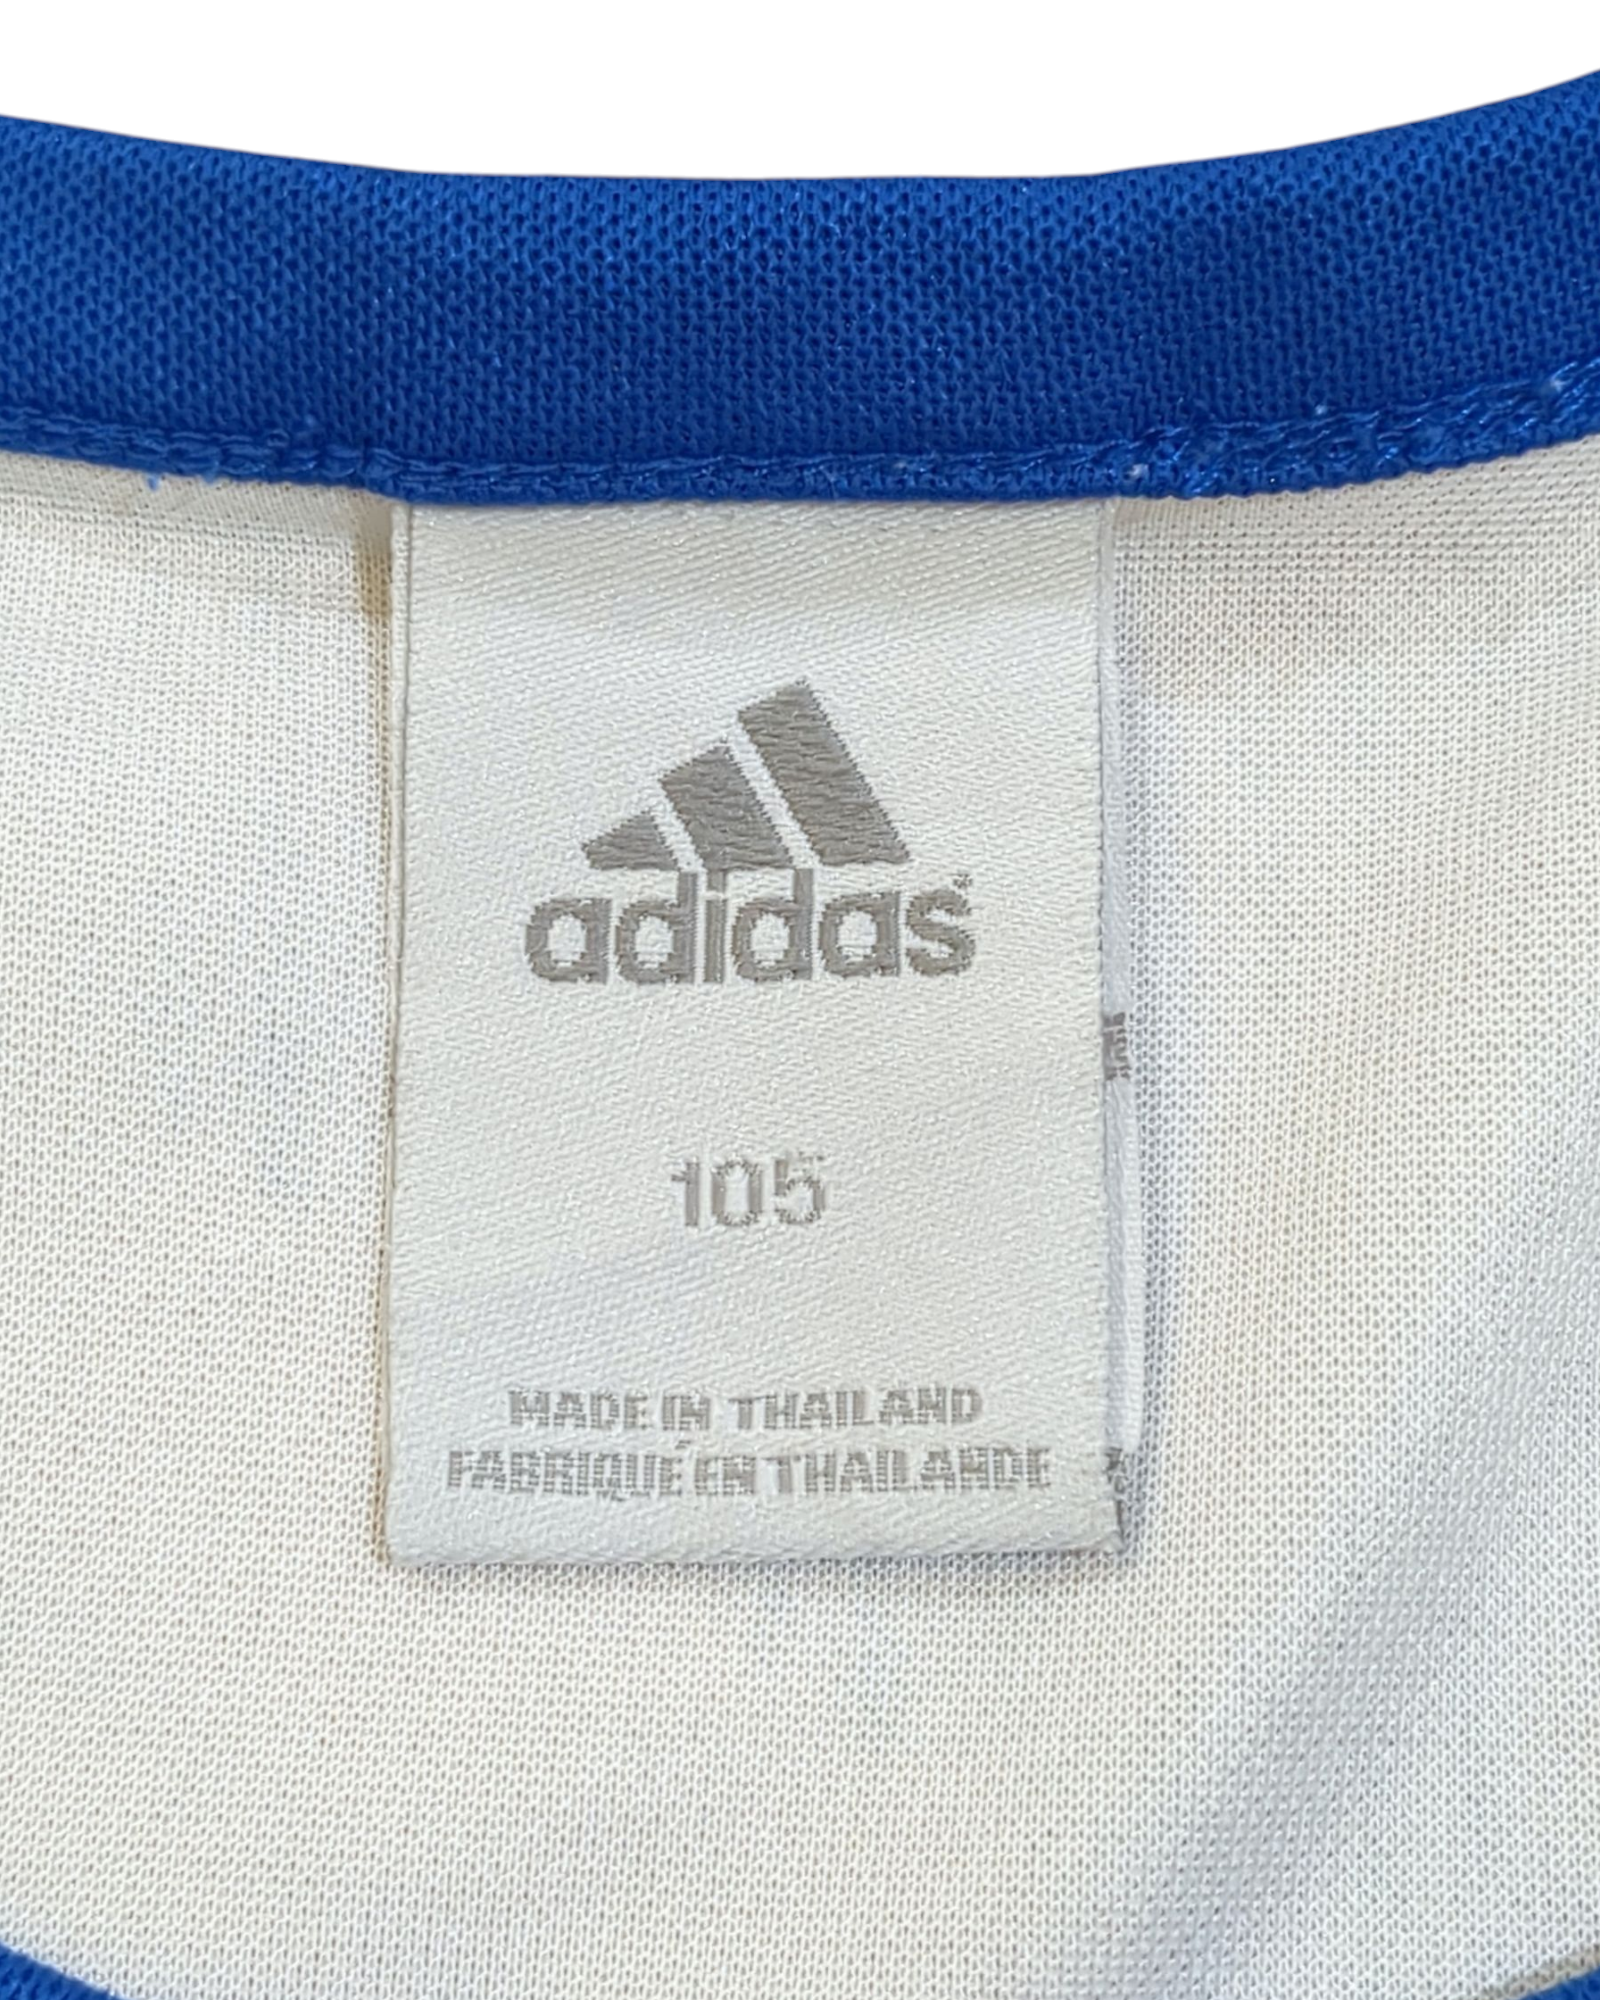 adidas
105
MADE IN THAILAND
FABRIQUÉ EN THAILANDE